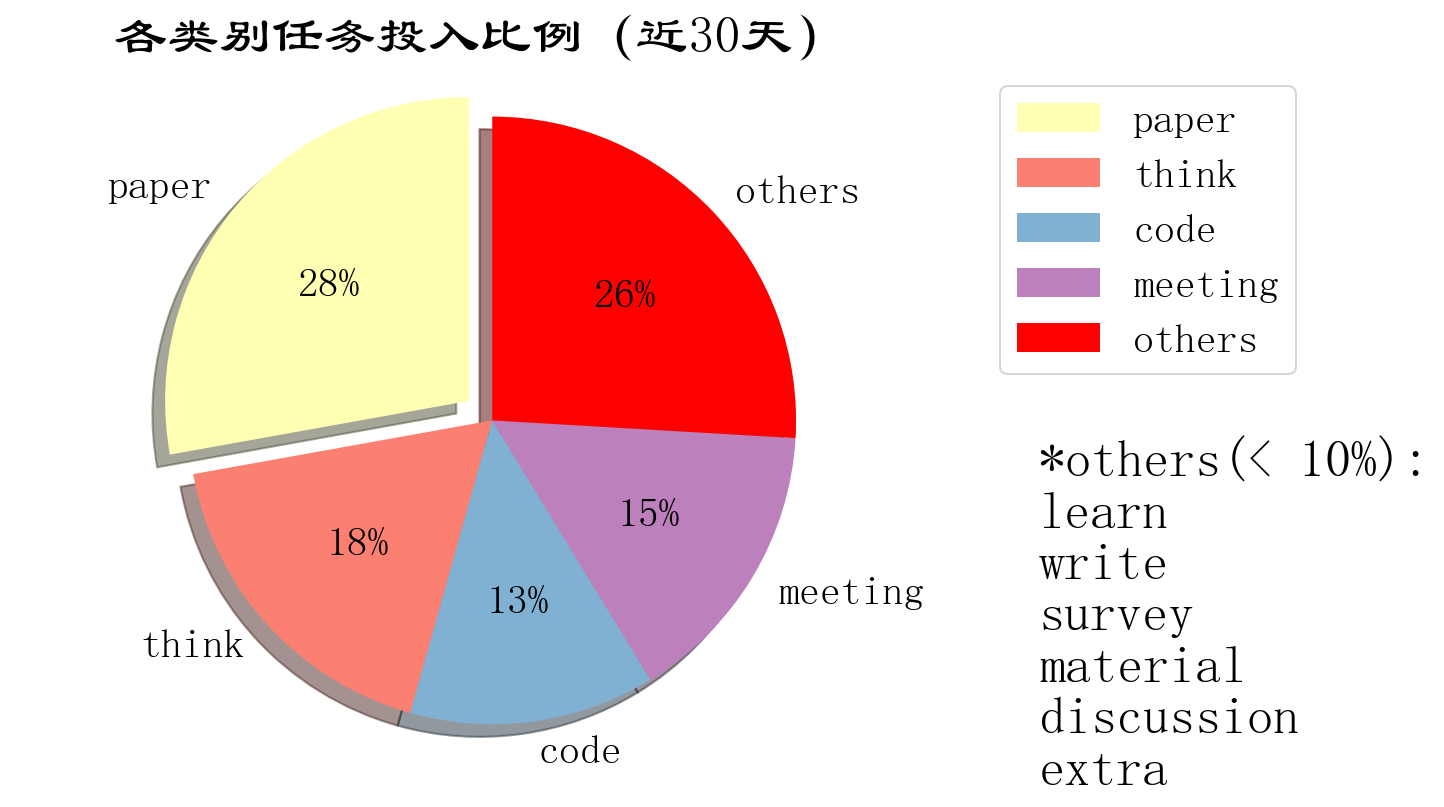 各类别任务投入比例 (近30天)
paper
others
28%
26%
18%
15%
13%
think
meeting
code
paper
think
code
meeting
others
*others(< 10%):
learn
write
survey
material
discussion
extra